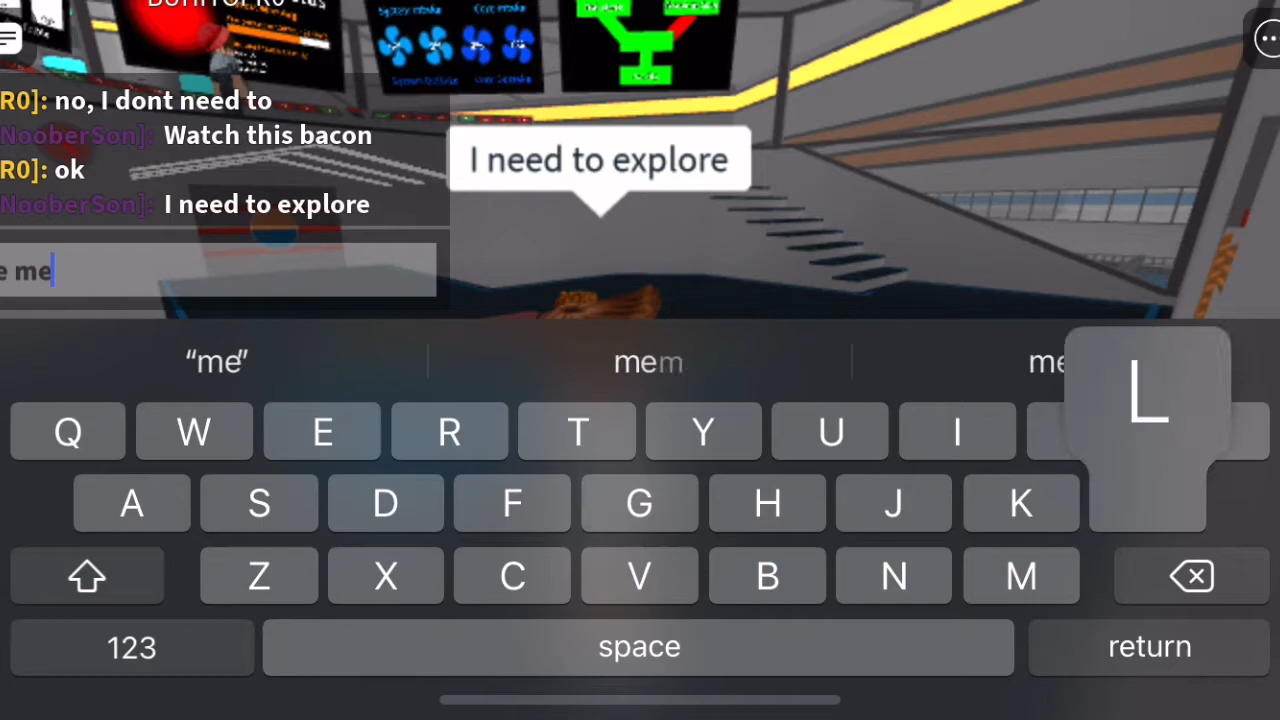 R0]: no, I dont need to
NooberSon]: Watch this bacon
R0]: ok
NooberSon]: I need to explore
I need to explore
e me
“me”
mem
me
L
Q W E R T Y U I
A S D F G H J K
Z X C V B N M
123
space
return